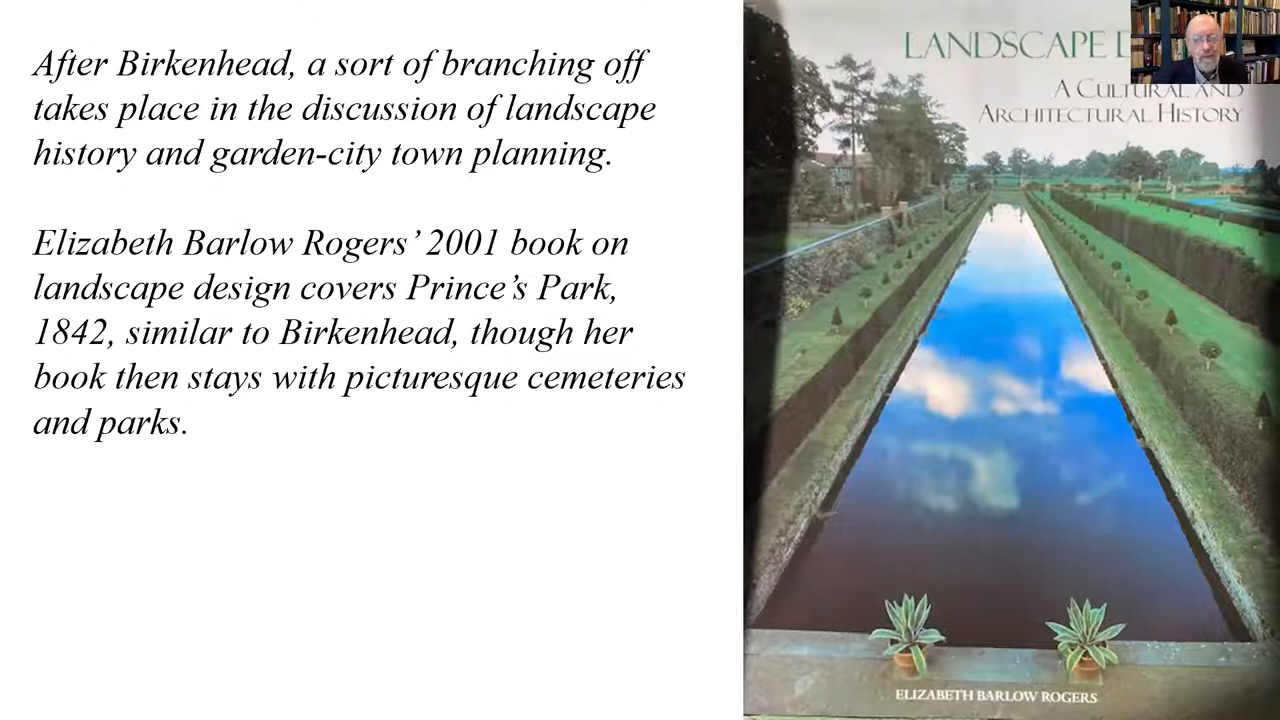 After Birkenhead, a sort of branching off
takes place in the discussion of landscape
history and garden-city town planning.
Elizabeth Barlow Rogers’ 2001 book on
landscape design covers Prince’s Park,
1842, similar to Birkenhead, though her
book then stays with picturesque cemeteries
and parks.
LANDSCAPE
A CULTURAL AND
ARCHITECTURAL HISTORY
ELIZABETH BARLOW ROGERS